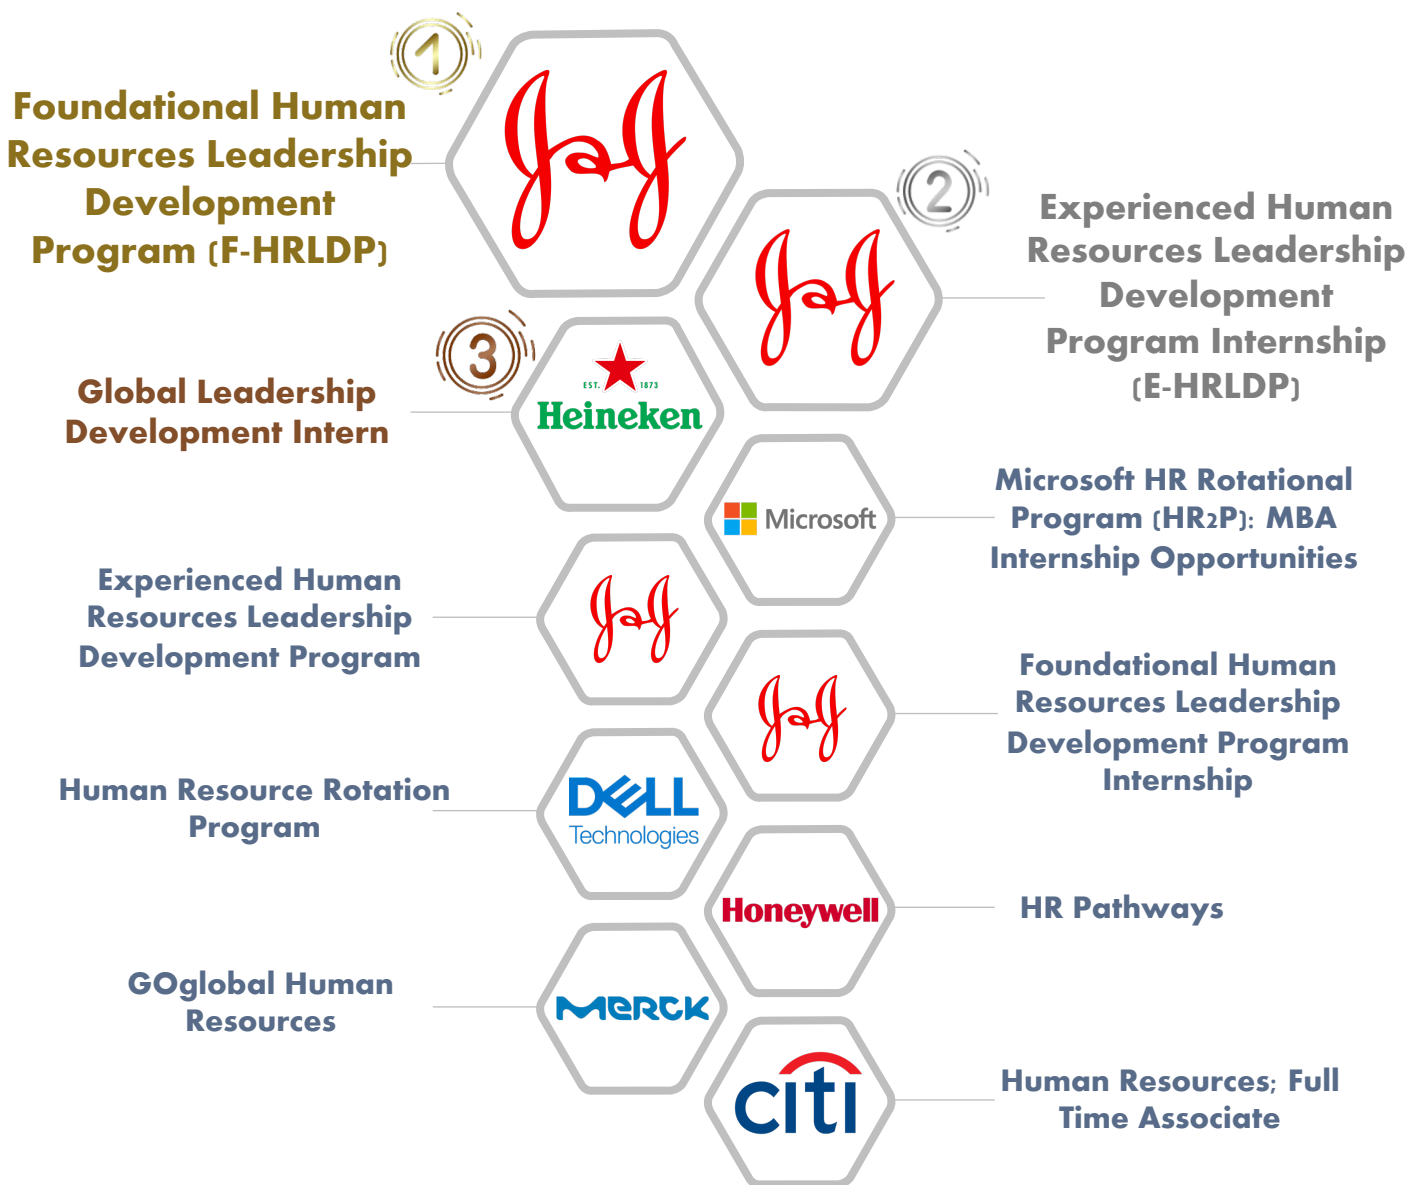 1
Foundational Human
Resources Leadership
Development
Program (F-HRLDP)
J&J
2
Experienced Human
Resources Leadership
Development
Program Internship
(E-HRLDP)
J&J
3
Global Leadership
Development Intern
EST. 1873
Heineken
Microsoft HR Rotational
Program (HR2P): MBA
Internship Opportunities
Microsoft
Experienced Human
Resources Leadership
Development Program
J&J
Foundational Human
Resources Leadership
Development Program
Internship
J&J
Human Resource Rotation
Program
DELL
Technologies
HR Pathways
Honeywell
GOglobal Human
Resources
MERCK
Human Resources; Full
Time Associate
citi